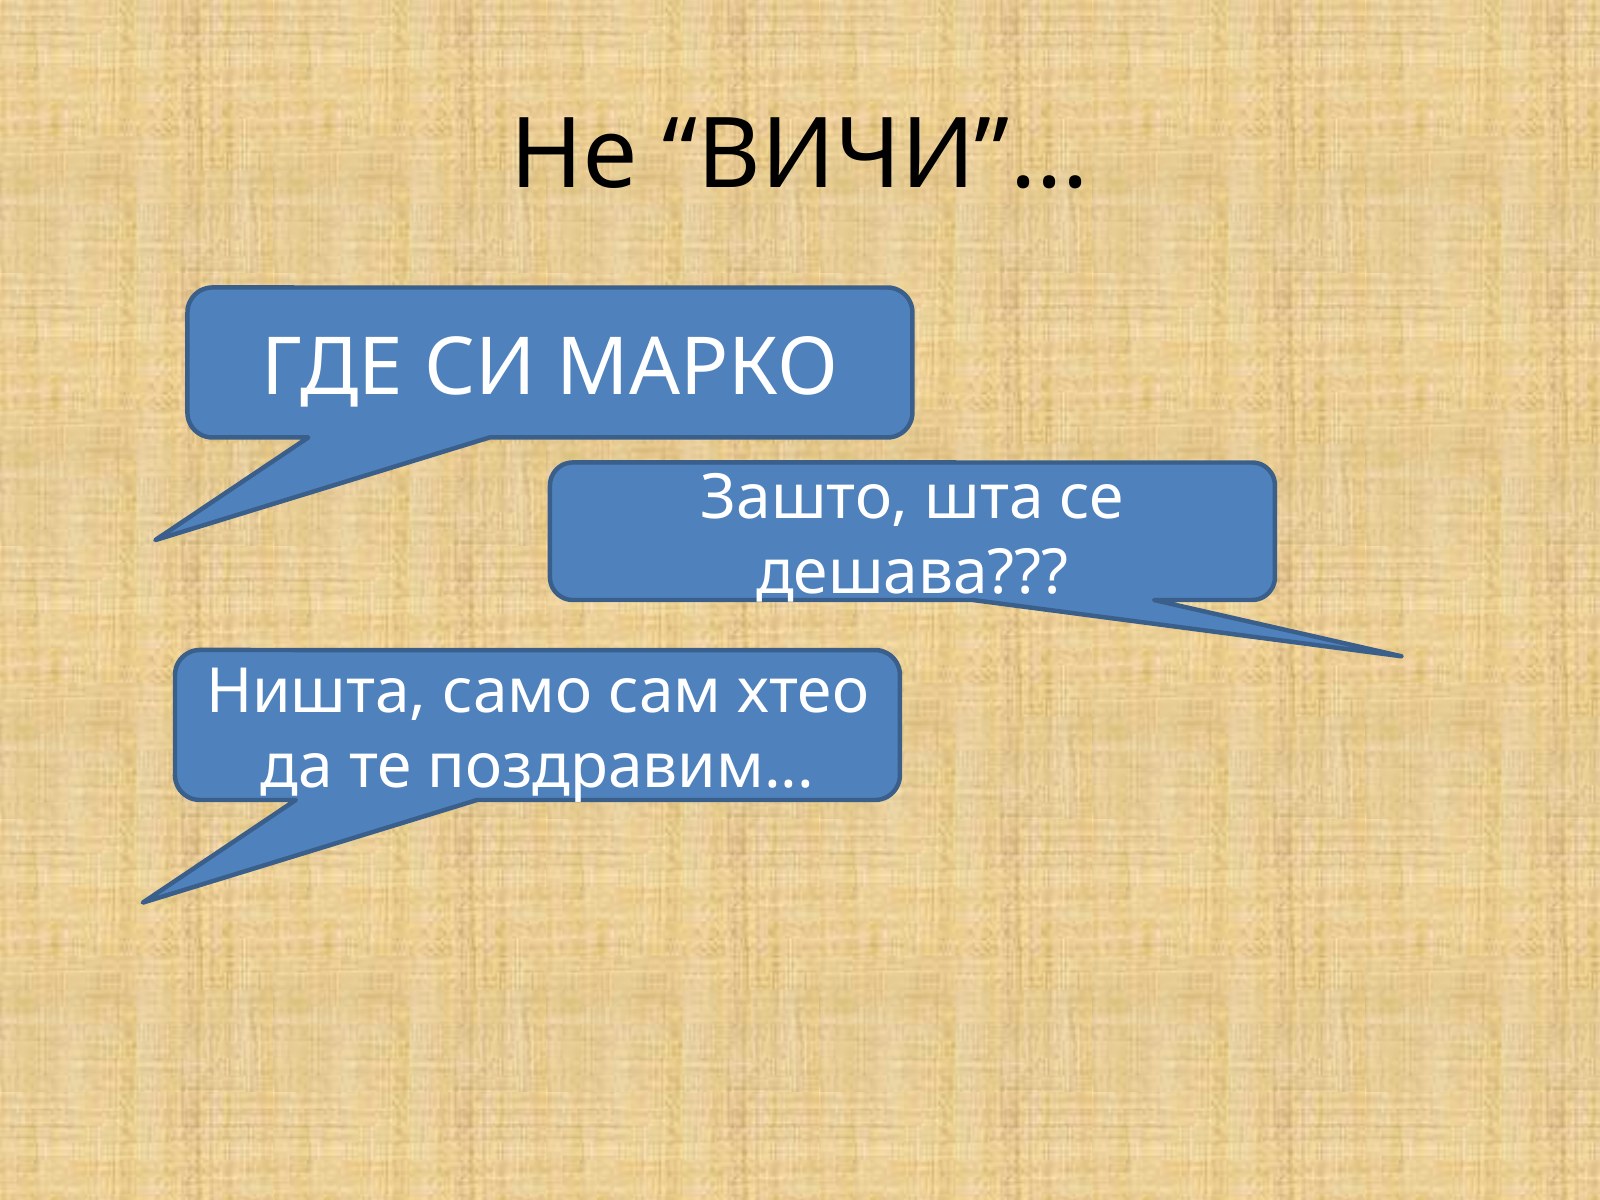 Не “ВИЧИ”...
ГДЕ СИ МАРКО
Зашто, шта се
дешава???
Ништа, само сам хтео
да те поздравим...